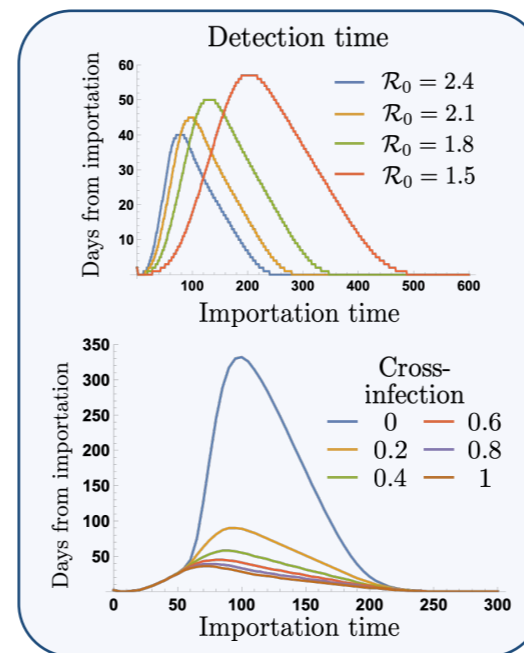 Detection time
Days from importation
60
50
40
30
20
10
100 200 300 400 500 600
Importation time
ℛ₀ = 2.4
ℛ₀ = 2.1
ℛ₀ = 1.8
ℛ₀ = 1.5
Days from importation
350
300
250
200
150
100
50
0 50 100 150 200 250 300
Importation time
Cross-
infection
0 0.6
0.2 0.8
0.4 1